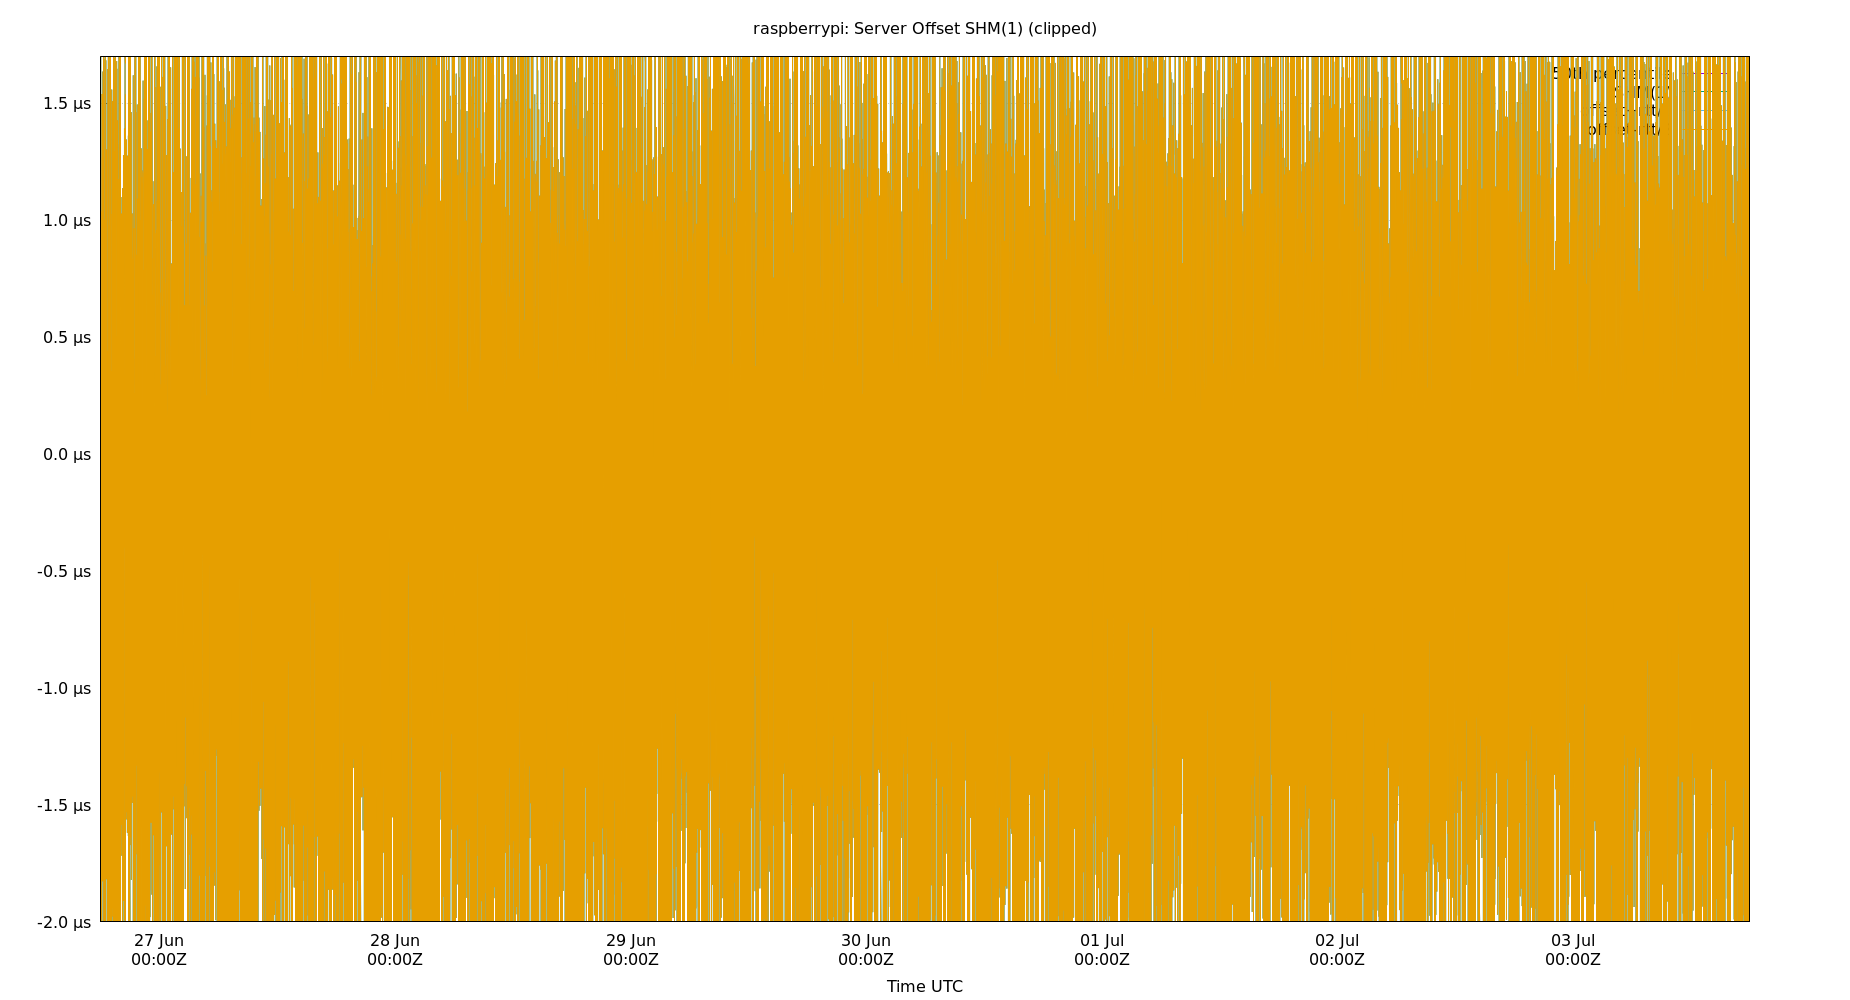 raspberrypi: Server Offset SHM(1) (clipped)
1.5 µs
1.0 µs
0.5 µs
0.0 µs
-0.5 µs
-1.0 µs
-1.5 µs
-2.0 µs
27 Jun 28 Jun 29 Jun 30 Jun 01 Jul 02 Jul 03 Jul
00:00Z 00:00Z 00:00Z 00:00Z 00:00Z 00:00Z 00:00Z
Time UTC